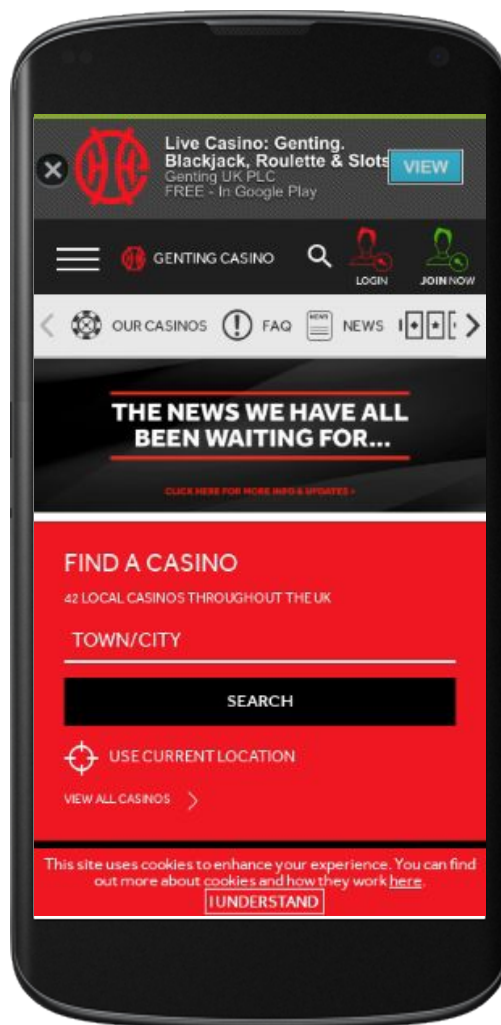 Live Casino: Genting.
Blackjack, Roulette & Slots
Genting UK PLC
FREE - In Google Play
VIEW
GENTING CASINO
LOGIN
JOIN NOW
OUR CASINOS
FAQ
NEWS
NEWS
THE NEWS WE HAVE ALL
BEEN WAITING FOR...
CLICK HERE FOR MORE INFO & UPDATES >
FIND A CASINO
42 LOCAL CASINOS THROUGHOUT THE UK
TOWN/CITY
SEARCH
USE CURRENT LOCATION
VIEW ALL CASINOS
This site uses cookies to enhance your experience. You can find
out more about cookies and how they work here.
I UNDERSTAND